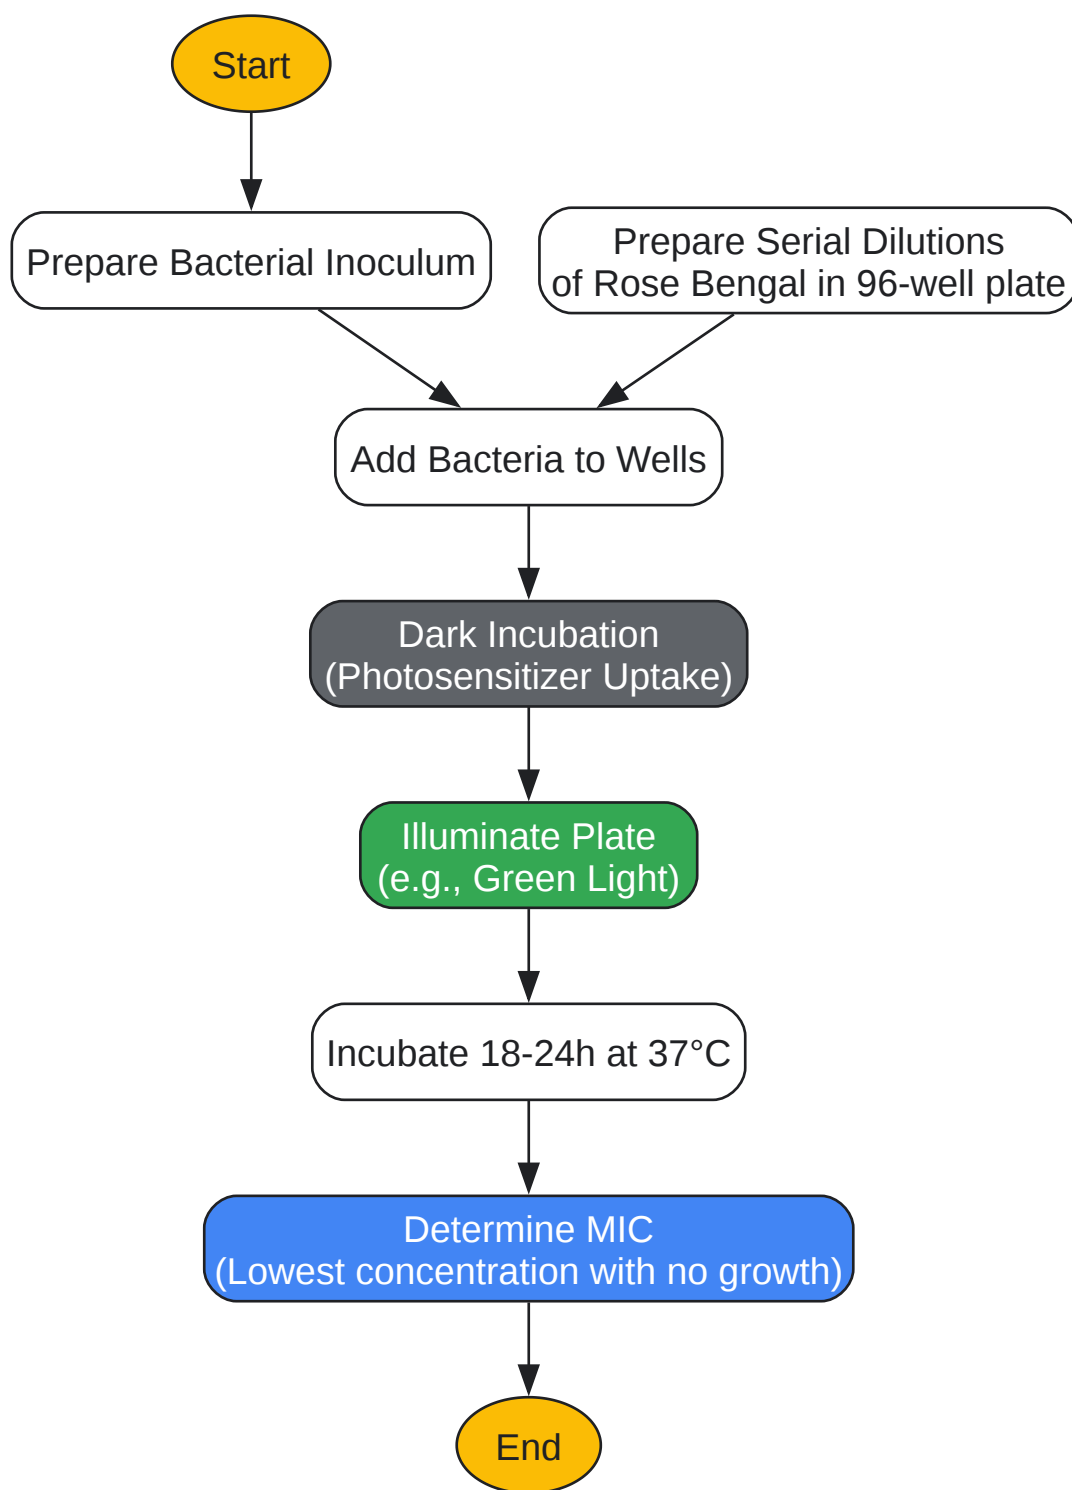 Start
Prepare Bacterial Inoculum
Prepare Serial Dilutions
of Rose Bengal in 96-well plate
Add Bacteria to Wells
Dark Incubation
(Photosensitizer Uptake)
Illuminate Plate
(e.g., Green Light)
Incubate 18-24h at 37°C
Determine MIC
(Lowest concentration with no growth)
End